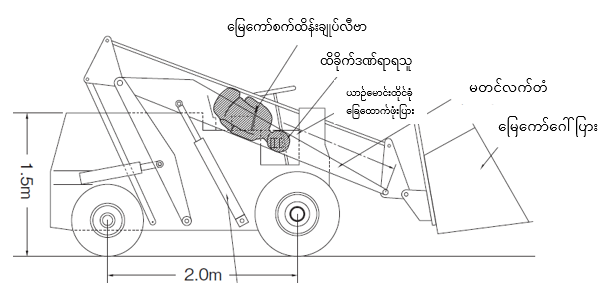 မြေကော်စက်ထိန်းချုပ်လီဗာ
ထိခိုက်ဒဏ်ရာရသူ
ယာဉ်မောင်းထိုင်ခုံ
ခြေထောက်ဖုံးပြား
မတင်လက်တံ
မြေကော်ဂေါ်ပြား
1.5m
2.0m